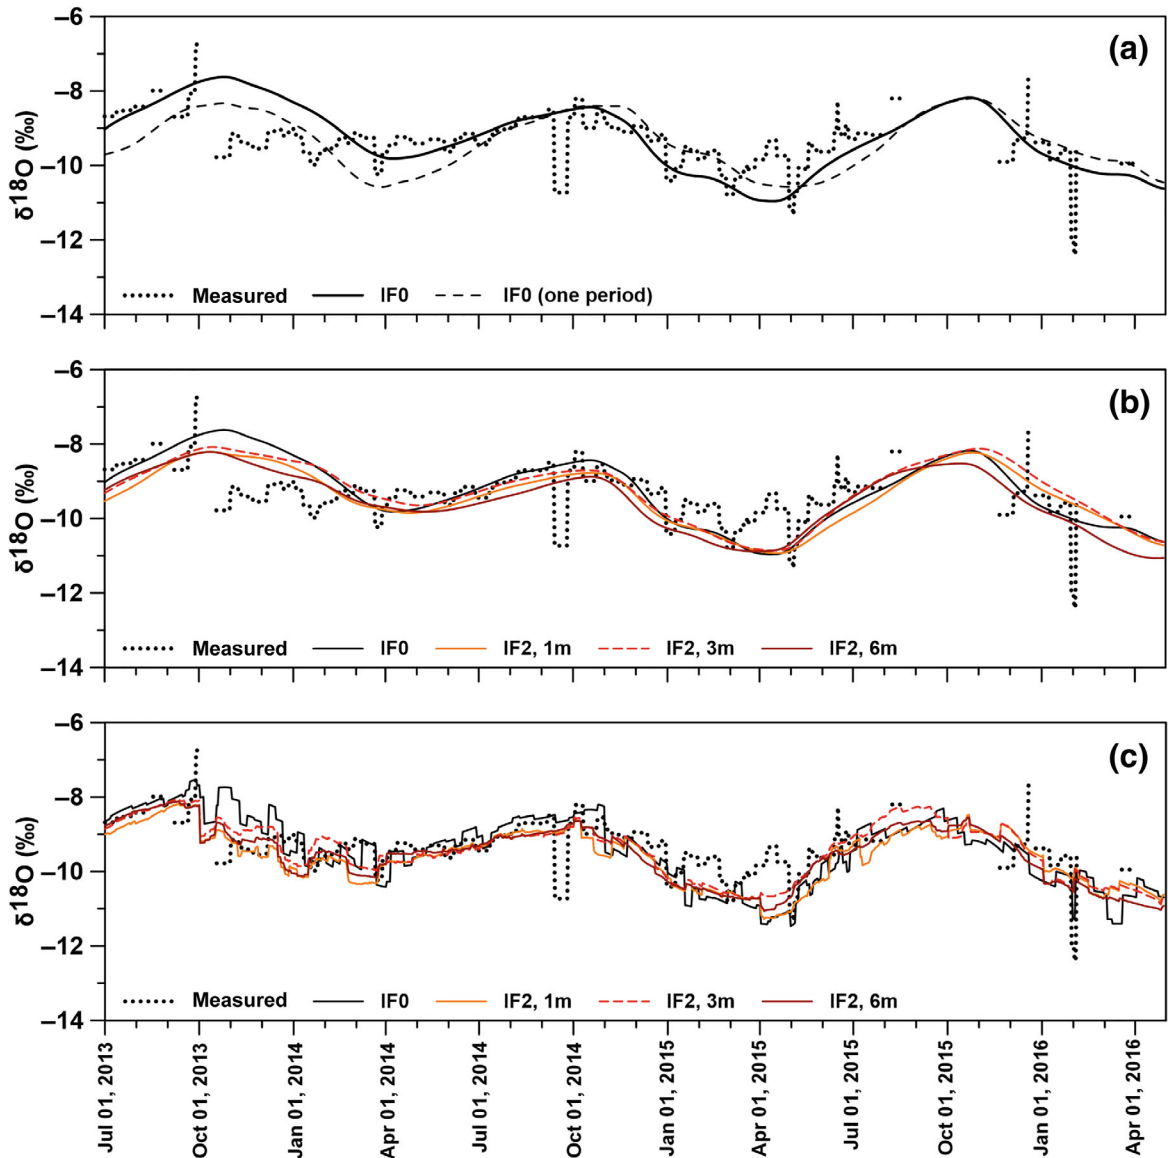 −6
−8
−10
−12
−14
δ18O (‰)
(a)
Measured IF0 IF0 (one period)
−6
−8
−10
−12
−14
δ18O (‰)
(b)
Measured IF0 IF2, 1m IF2, 3m IF2, 6m
−6
−8
−10
−12
−14
δ18O (‰)
(c)
Measured IF0 IF2, 1m IF2, 3m IF2, 6m
Jul 01, 2013
Oct 01, 2013
Jan 01, 2014
Apr 01, 2014
Jul 01, 2014
Oct 01, 2014
Jan 01, 2015
Apr 01, 2015
Jul 01, 2015
Oct 01, 2015
Jan 01, 2016
Apr 01, 2016